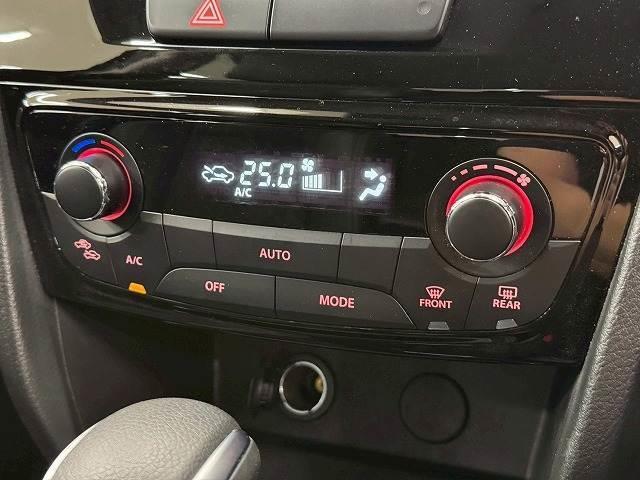 25.0
A/C
A/C
AUTO
OFF
MODE
FRONT
REAR